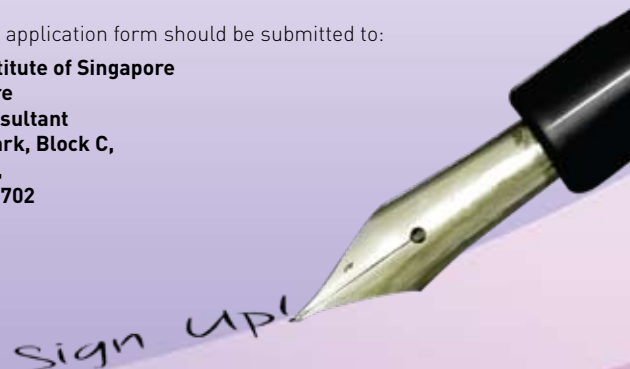 application form should be submitted to:
titute of Singapore
re
sultant
ark, Block C,
,
702
Sign Up!